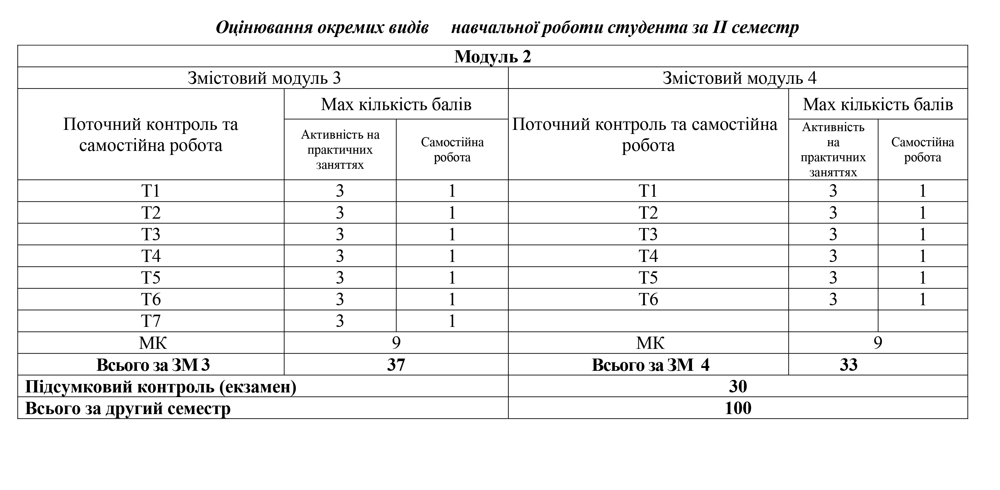 Оцінювання окремих видів навчальної роботи студента за ІІ семестр
Модуль 2
Змістовий модуль 3 Змістовий модуль 4
Поточний контроль та
самостійна робота
Мах кількість балів
Активність на
практичних
заняттях
Самостійна
робота
Поточний контроль та самостійна
робота
Мах кількість балів
Активність
на
практичних
заняттях
Самостійна
робота
Т1 3 1 Т1 3 1
Т2 3 1 Т2 3 1
Т3 3 1 Т3 3 1
Т4 3 1 Т4 3 1
Т5 3 1 Т5 3 1
Т6 3 1 Т6 3 1
Т7 3 1
МК 9 МК 9
Всього за ЗМ 3 37 Всього за ЗМ 4 33
Підсумковий контроль (екзамен) 30
Всього за другий семестр 100